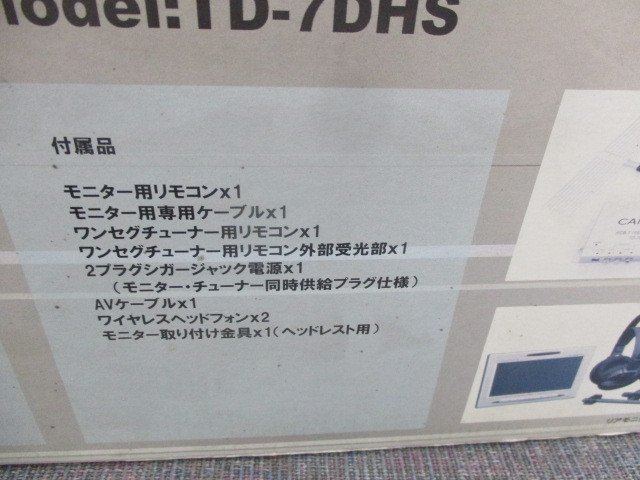 Model:TD-7DHS
付属品
モニター用リモコンx1
モニター用専用ケーブルx1
ワンセグチューナー用リモコンx1
ワンセグチューナー用リモコン外部受光部x1
2プラグシガージャック電源x1
(モニター・チューナー同時供給プラグ仕様)
AVケーブルx1
ワイヤレスヘッドフォンx2
モニター取り付け金具x1(ヘッドレスト用)
リアモニ